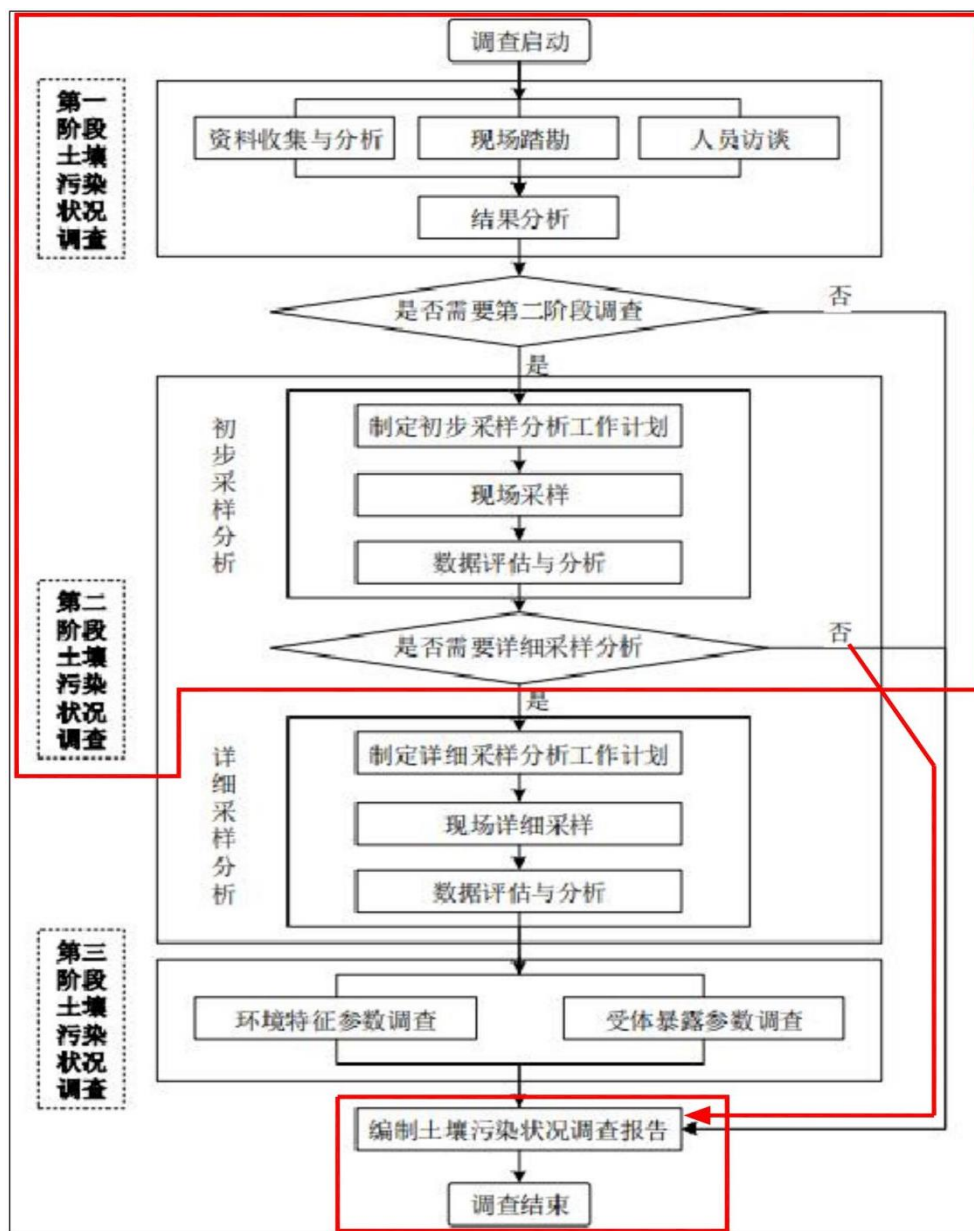 调查启动
第一阶段土壤污染状况调查
资料收集与分析
现场踏勘
人员访谈
结果分析
是否需要第二阶段调查
否
是
第二阶段土壤污染状况调查
初步采样分析
制定初步采样分析工作计划
现场采样
数据评估与分析
是否需要详细采样分析
否
是
详细采样分析
制定详细采样分析工作计划
现场详细采样
数据评估与分析
第三阶段土壤污染状况调查
环境特征参数调查
受体暴露参数调查
编制土壤污染状况调查报告
调查结束